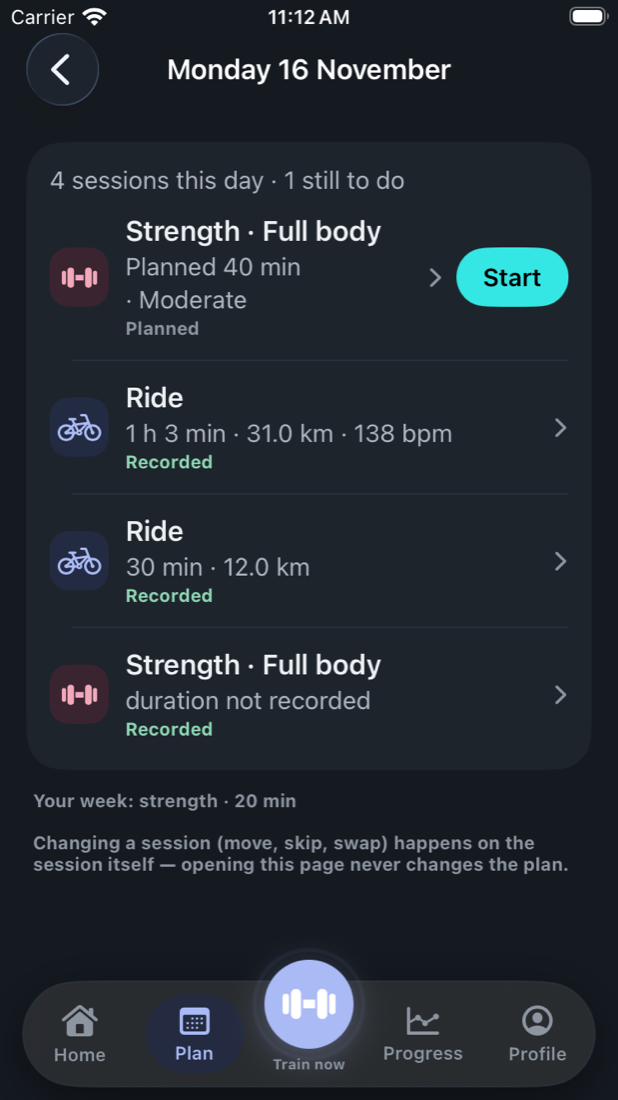 Carrier 11:12 AM
Monday 16 November
4 sessions this day · 1 still to do
Strength · Full body
Planned 40 min
· Moderate
Planned
Start
Ride
1 h 3 min · 31.0 km · 138 bpm
Recorded
Ride
30 min · 12.0 km
Recorded
Strength · Full body
duration not recorded
Recorded
Your week: strength · 20 min
Changing a session (move, skip, swap) happens on the
session itself — opening this page never changes the plan.
Home
Plan
Train now
Progress
Profile